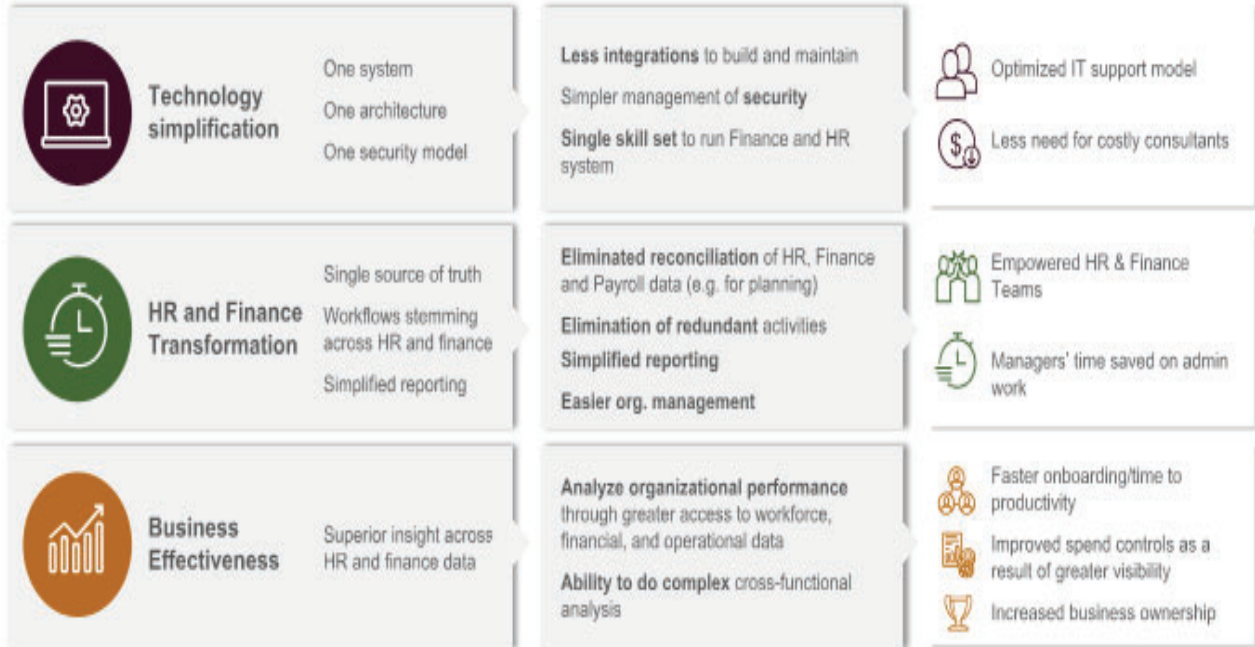 Technology
simplification
One system
One architecture
One security model
Less integrations to build and maintain
Simpler management of security
Single skill set to run Finance and HR
system
Optimized IT support model
Less need for costly consultants
HR and Finance
Transformation
Single source of truth
Workflows stemming
across HR and finance
Simplified reporting
Eliminated reconciliation of HR, Finance
and Payroll data (e.g. for planning)
Elimination of redundant activities
Simplified reporting
Easier org. management
Empowered HR & Finance
Teams
Managers' time saved on admin
work
Business
Effectiveness
Superior insight across
HR and finance data
Analyze organizational performance
through greater access to workforce,
financial, and operational data
Ability to do complex cross-functional
analysis
Faster onboarding/time to
productivity
Improved spend controls as a
result of greater visibility
Increased business ownership